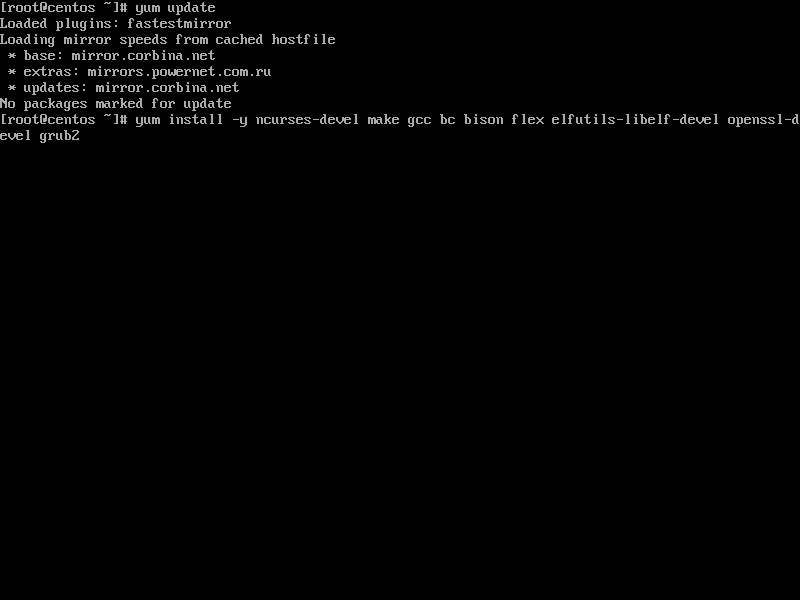 [root@centos ~]# yum update
Loaded plugins: fastestmirror
Loading mirror speeds from cached hostfile
 * base: mirror.corbina.net
 * extras: mirrors.powernet.com.ru
 * updates: mirror.corbina.net
No packages marked for update
[root@centos ~]# yum install -y ncurses-devel make gcc bc bison flex elfutils-libelf-devel openssl-d
evel grub2